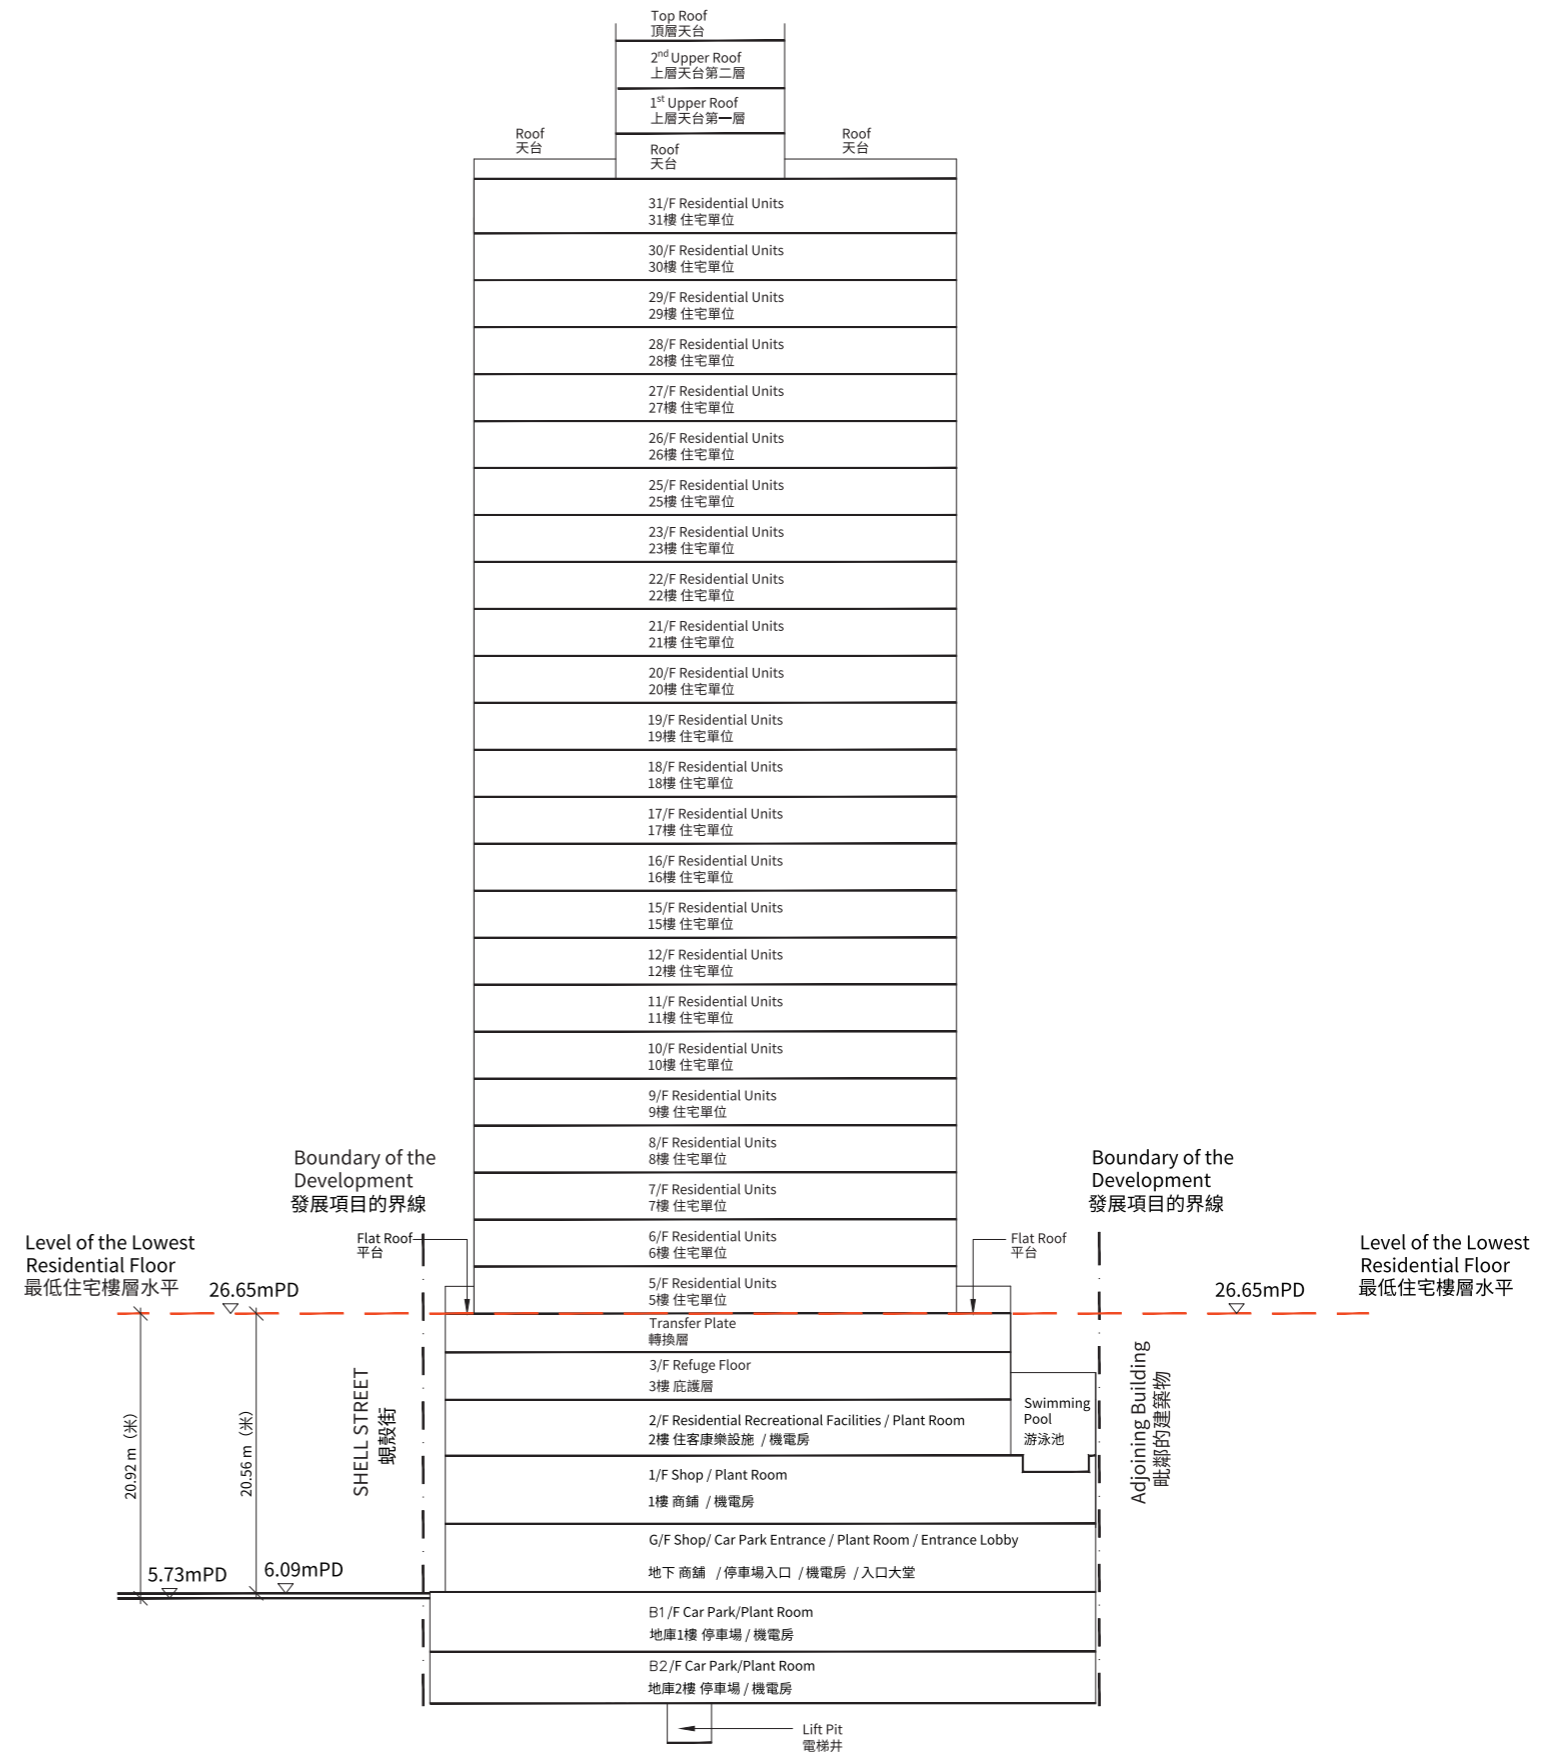 Top Roof
頂層天台
2nd Upper Roof
上層天台第二層
1st Upper Roof
上層天台第一層
Roof
天台
Roof
天台
Roof
天台
31/F Residential Units
31樓 住宅單位
30/F Residential Units
30樓 住宅單位
29/F Residential Units
29樓 住宅單位
28/F Residential Units
28樓 住宅單位
27/F Residential Units
27樓 住宅單位
26/F Residential Units
26樓 住宅單位
25/F Residential Units
25樓 住宅單位
23/F Residential Units
23樓 住宅單位
22/F Residential Units
22樓 住宅單位
21/F Residential Units
21樓 住宅單位
20/F Residential Units
20樓 住宅單位
19/F Residential Units
19樓 住宅單位
18/F Residential Units
18樓 住宅單位
17/F Residential Units
17樓 住宅單位
16/F Residential Units
16樓 住宅單位
15/F Residential Units
15樓 住宅單位
12/F Residential Units
12樓 住宅單位
11/F Residential Units
11樓 住宅單位
10/F Residential Units
10樓 住宅單位
9/F Residential Units
9樓 住宅單位
8/F Residential Units
8樓 住宅單位
7/F Residential Units
7樓 住宅單位
6/F Residential Units
6樓 住宅單位
5/F Residential Units
5樓 住宅單位
Boundary of the
Development
發展項目的界線
Boundary of the
Development
發展項目的界線
Flat Roof
平台
Flat Roof
平台
Level of the Lowest
Residential Floor
最低住宅樓層水平
26.65mPD
Level of the Lowest
Residential Floor
最低住宅樓層水平
26.65mPD
Transfer Plate
轉換層
3/F Refuge Floor
3樓 庇護層
2/F Residential Recreational Facilities / Plant Room
2樓 住客康樂設施 / 機電房
Swimming
Pool
游泳池
1/F Shop / Plant Room
1樓 商鋪 / 機電房
G/F Shop/ Car Park Entrance / Plant Room / Entrance Lobby
地下 商舖 / 停車場入口 / 機電房 / 入口大堂
B1/F Car Park/Plant Room
地庫1樓 停車場 / 機電房
B2/F Car Park/Plant Room
地庫2樓 停車場 / 機電房
Lift Pit
電梯井
20.92 m (米)
20.56 m (米)
SHELL STREET
蜆殼街
Adjoining Building
毗鄰的建築物
5.73mPD
6.09mPD